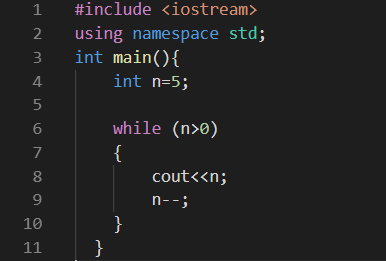 1 #include <iostream>
2 using namespace std;
3 int main(){
4 int n=5;
5
6 while (n>0)
7 {
8 cout<<n;
9 n--;
10 }
11 }